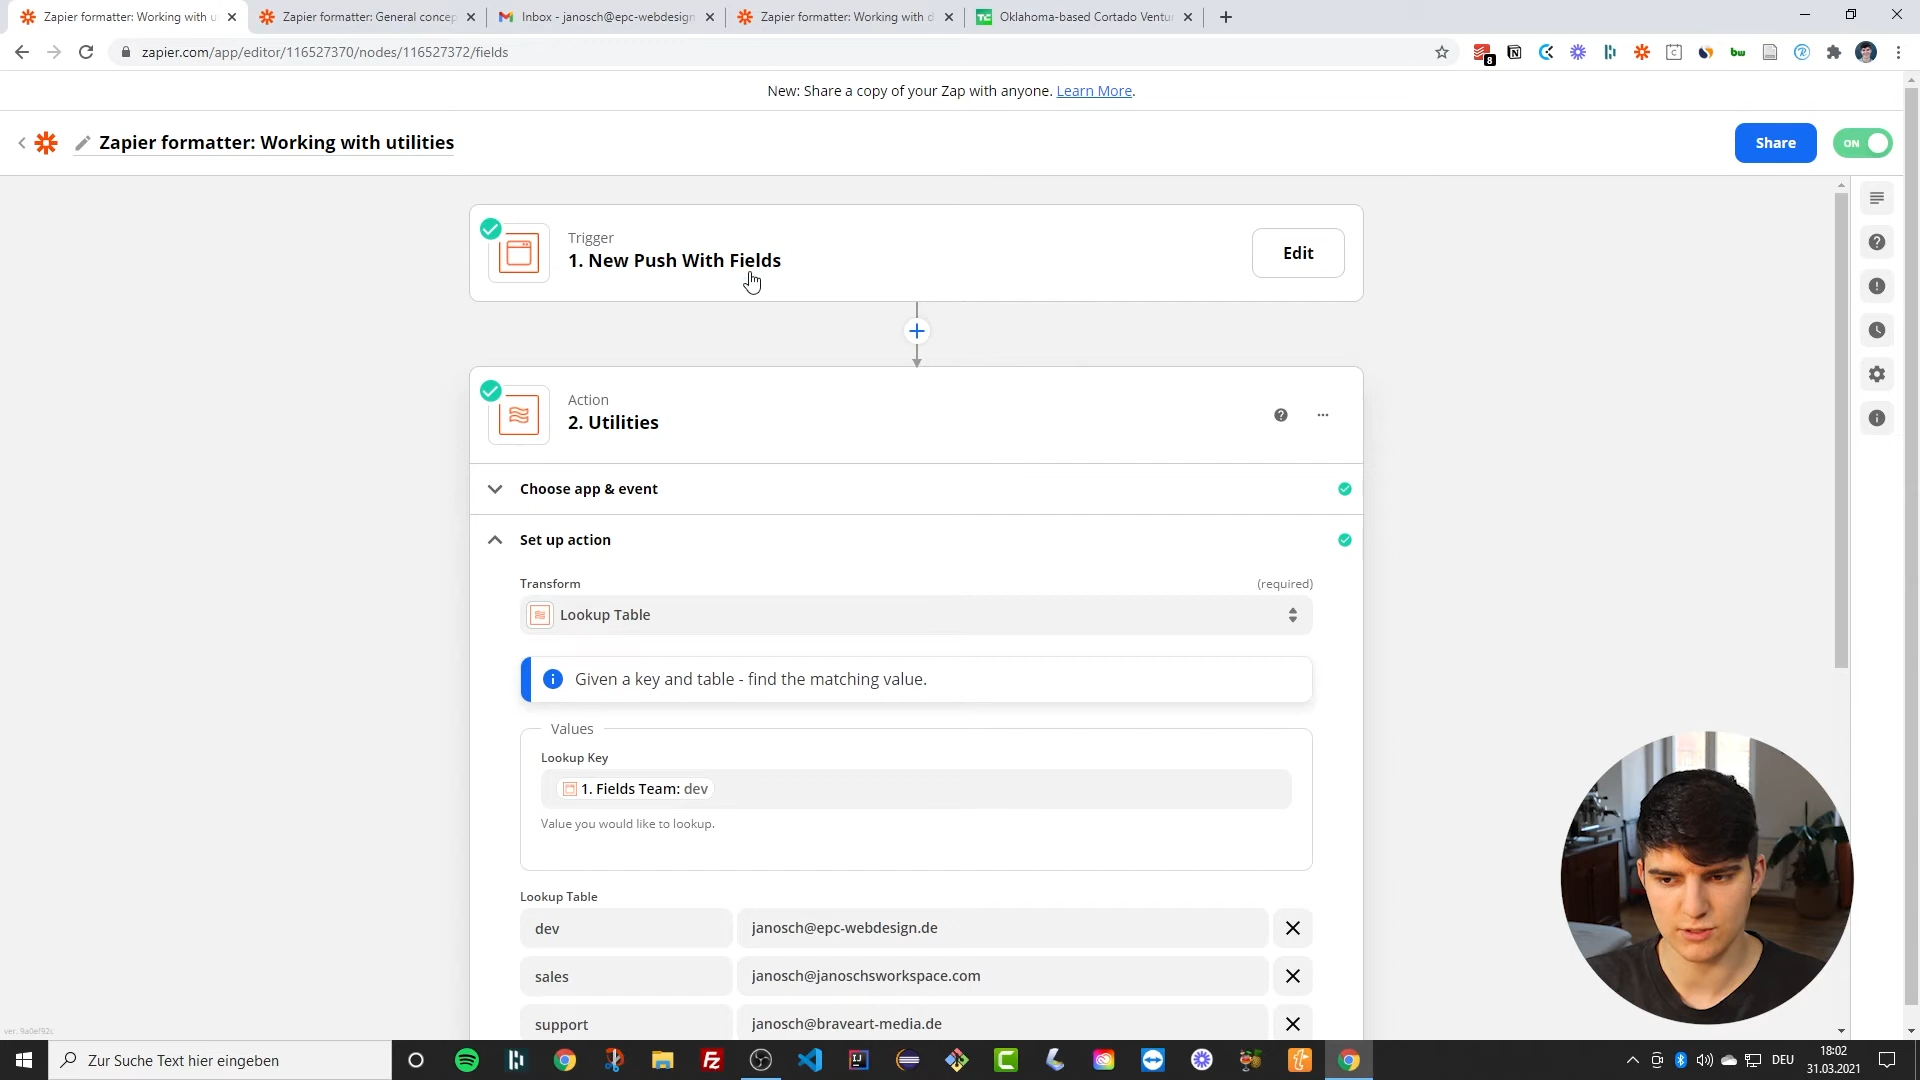 Zapier formatter: Working with u
Zapier formatter: General concep
Inbox - janosch@epc-webdesign
Zapier formatter: Working with d
Oklahoma-based Cortado Ventu
zapier.com/app/editor/116527370/nodes/116527372/fields
8
New: Share a copy of your Zap with anyone. Learn More.
Zapier formatter: Working with utilities
Share
ON
Trigger
1. New Push With Fields
Edit
Action
2. Utilities
Choose app & event
Set up action
Transform
(required)
Lookup Table
Given a key and table - find the matching value.
Values
Lookup Key
1. Fields Team: dev
Value you would like to lookup.
Lookup Table
dev
janosch@epc-webdesign.de
sales
janosch@janoschsworkspace.com
support
janosch@braveart-media.de
ver. 9a0ef92c
Zur Suche Text hier eingeben
DEU
18:02
31.03.2021